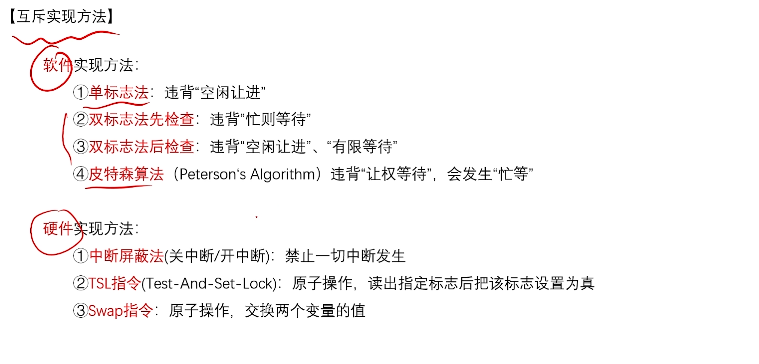 【互斥实现方法】
软件实现方法：
①单标志法：违背“空闲让进”
②双标志法先检查：违背“忙则等待”
③双标志法后检查：违背“空闲让进”、“有限等待”
④皮特森算法（Peterson's Algorithm）违背“让权等待”，会发生“忙等”
硬件实现方法：
①中断屏蔽法(关中断/开中断)：禁止一切中断发生
②TSL指令(Test-And-Set-Lock)：原子操作，读出指定标志后把该标志设置为真
③Swap指令：原子操作，交换两个变量的值